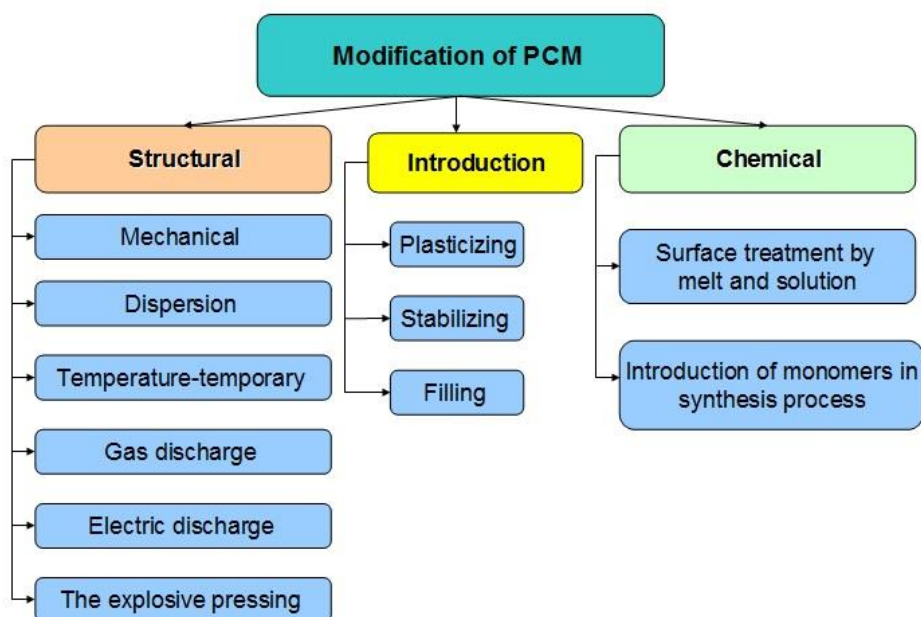 Modification of PCM
Structural
Mechanical
Dispersion
Temperature-temporary
Gas discharge
Electric discharge
The explosive pressing
Introduction
Plasticizing
Stabilizing
Filling
Chemical
Surface treatment by
melt and solution
Introduction of monomers in
synthesis process